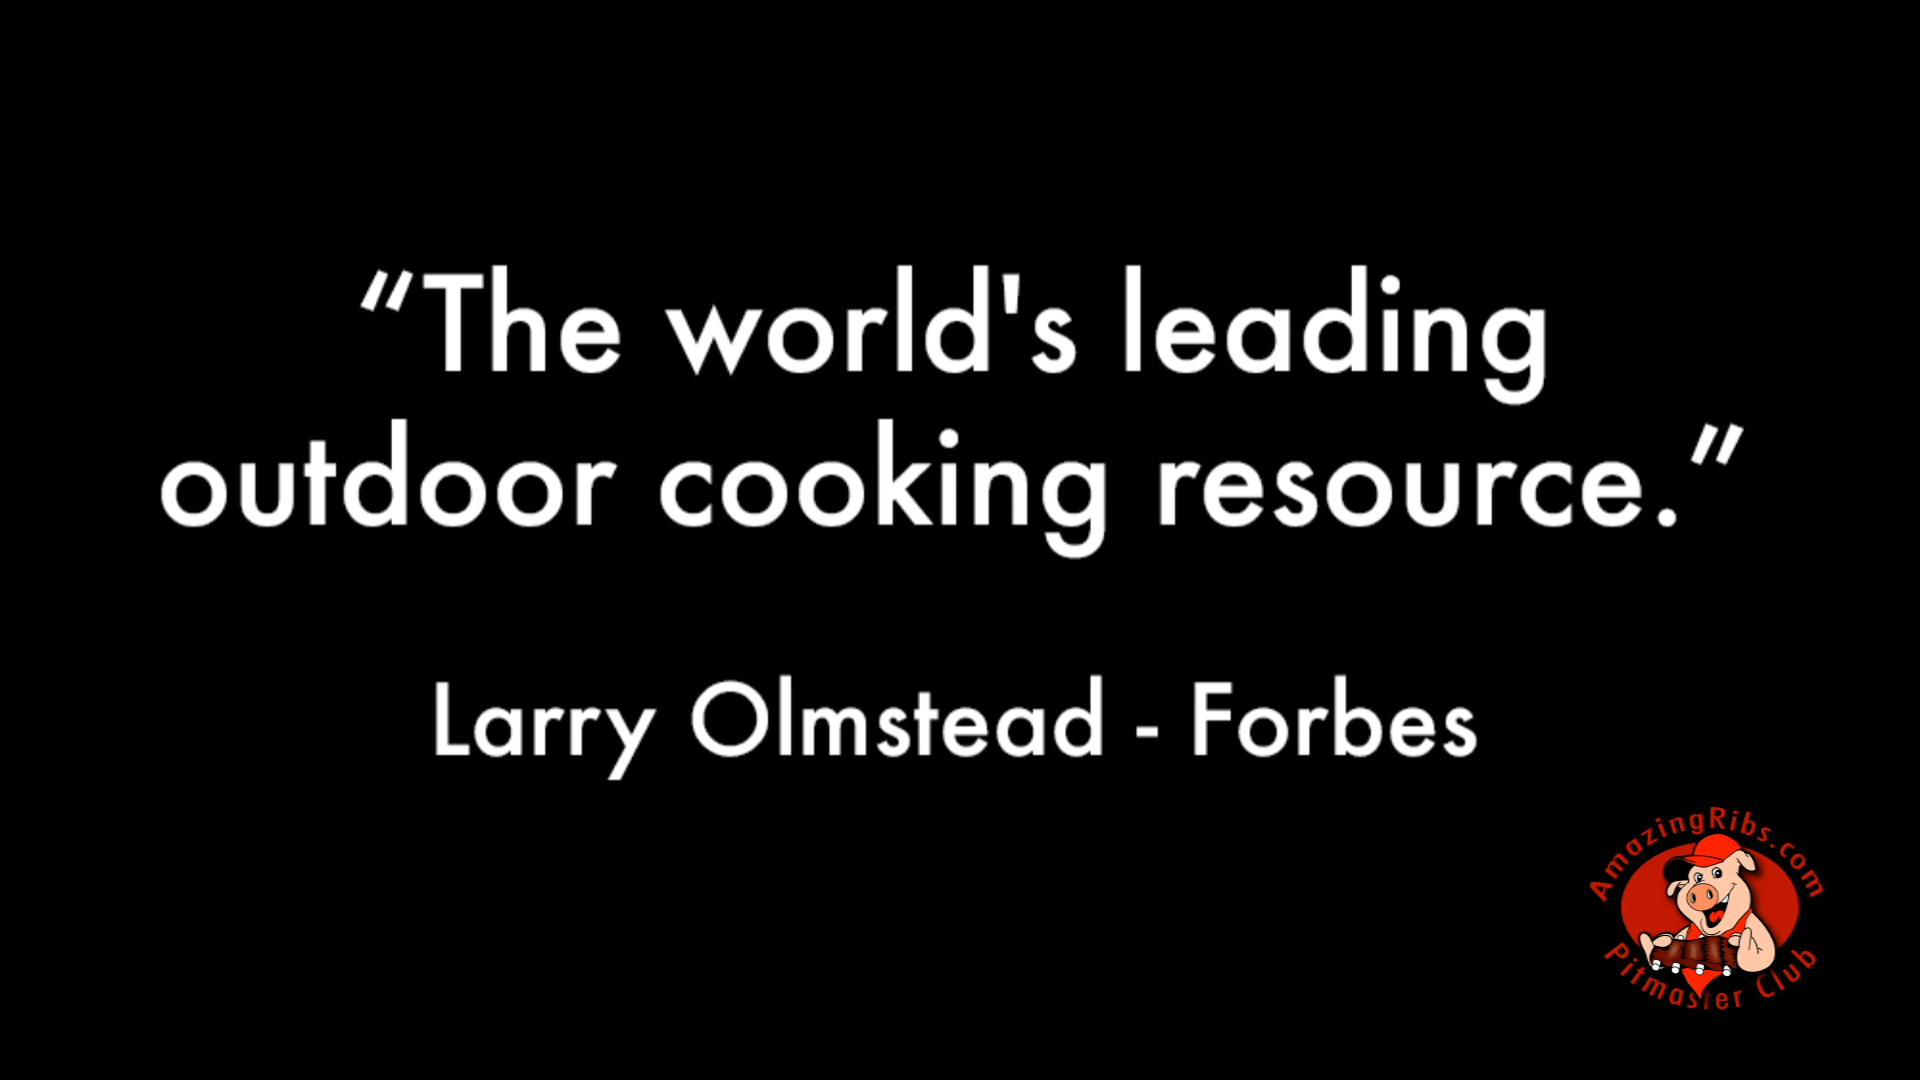 “The world's leading
outdoor cooking resource.”
Larry Olmstead - Forbes
AmazingRibs.com
Pitmaster Club